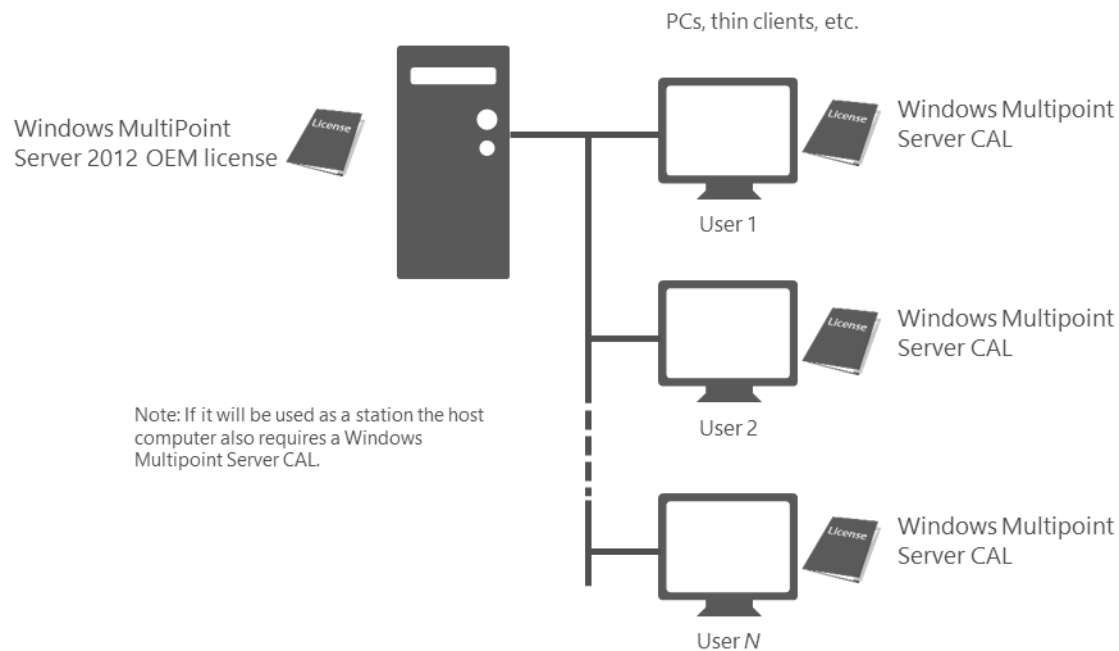 PCs, thin clients, etc.
Windows MultiPoint
Server 2012 OEM license
License
License
Windows Multipoint
Server CAL
User 1
License
Windows Multipoint
Server CAL
User 2
Note: If it will be used as a station the host
computer also requires a Windows
Multipoint Server CAL.
License
Windows Multipoint
Server CAL
User N